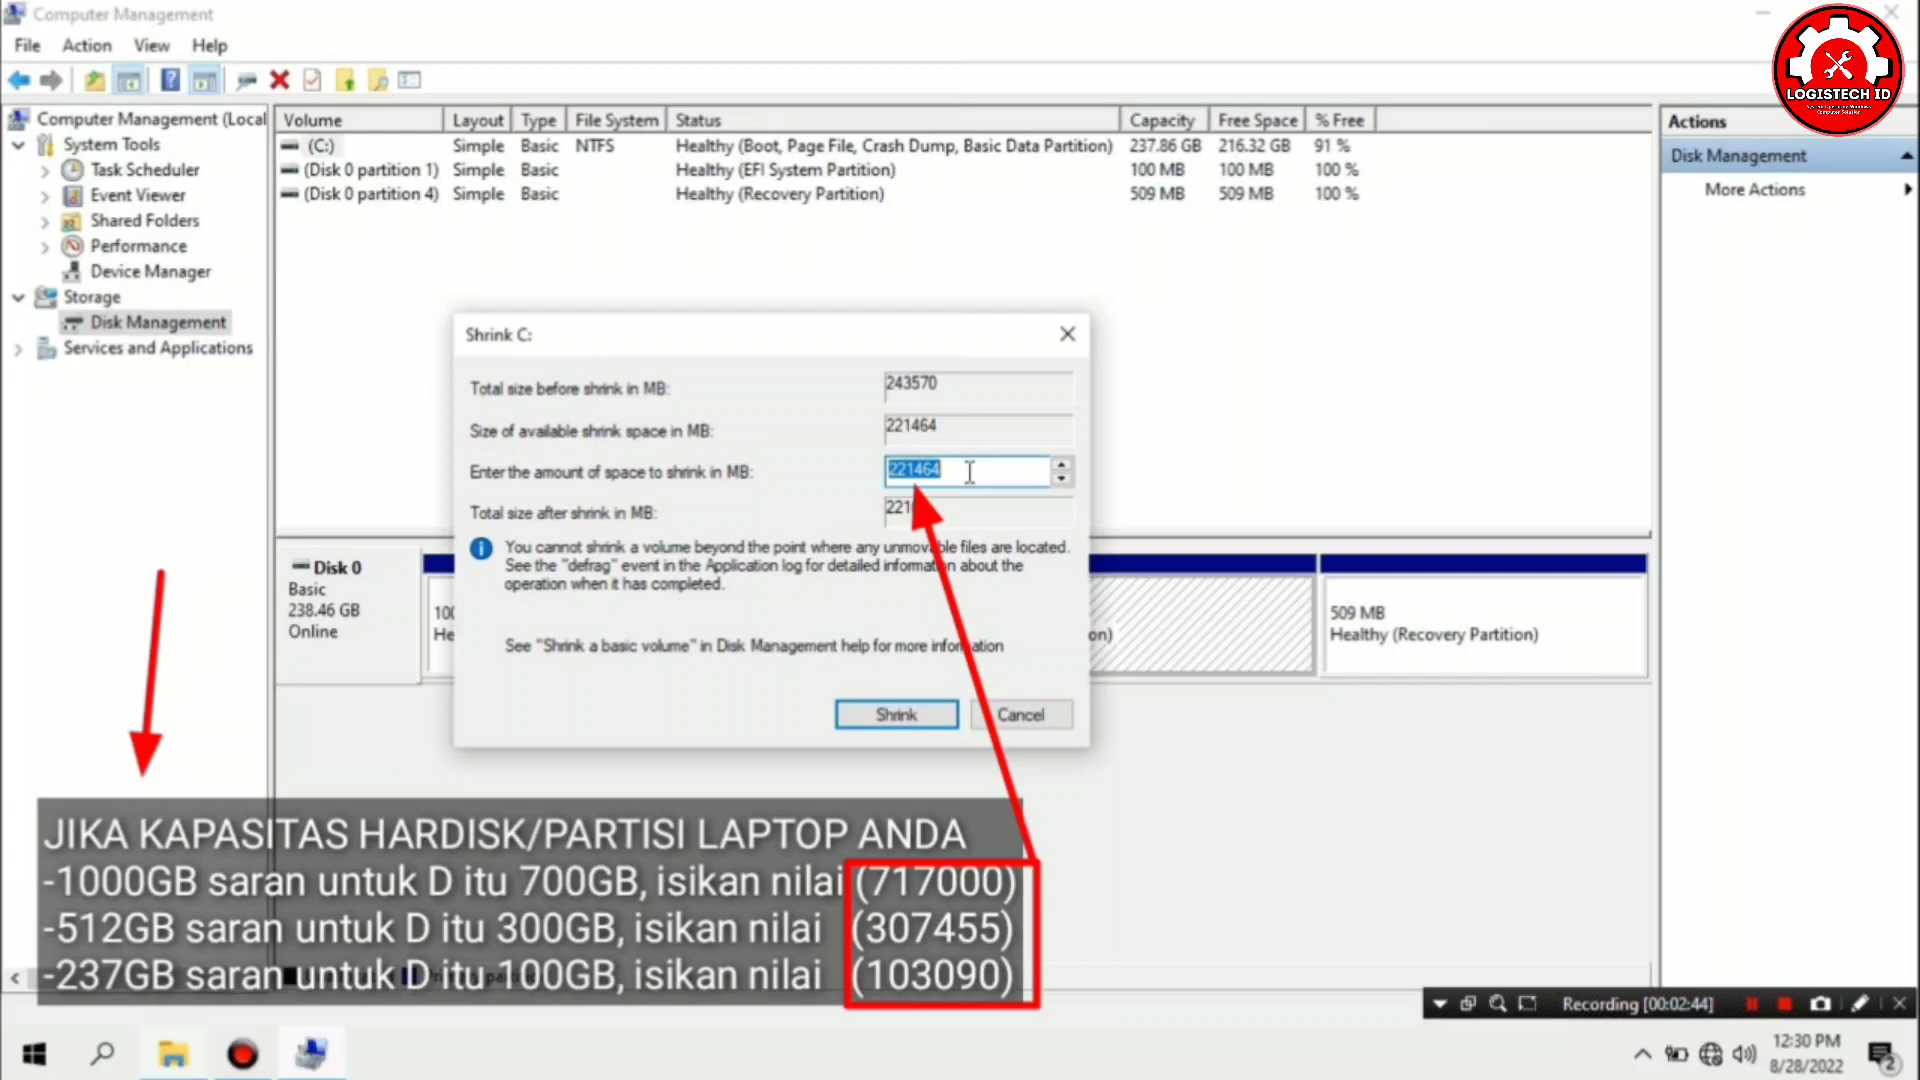 Computer Management
File Action View Help
LOGISTECH ID
Computer Management (Local
System Tools
Task Scheduler
Event Viewer
Shared Folders
Performance
Device Manager
Storage
Disk Management
Services and Applications
Volume Layout Type File System Status Capacity Free Space % Free
(C:) Simple Basic NTFS Healthy (Boot, Page File, Crash Dump, Basic Data Partition) 237.86 GB 216.32 GB 91 %
(Disk 0 partition 1) Simple Basic Healthy (EFI System Partition) 100 MB 100 MB 100 %
(Disk 0 partition 4) Simple Basic Healthy (Recovery Partition) 509 MB 509 MB 100 %
Actions
Disk Management
More Actions
Shrink C:
Total size before shrink in MB: 243570
Size of available shrink space in MB: 221464
Enter the amount of space to shrink in MB: 221464
Total size after shrink in MB:
You cannot shrink a volume beyond the point where any unmovable files are located.
See the "defrag" event in the Application log for detailed information about the
operation when it has completed.
See "Shrink a basic volume" in Disk Management help for more information
Shrink Cancel
Disk 0
Basic
238.46 GB
Online
509 MB
Healthy (Recovery Partition)
JIKA KAPASITAS HARDISK/PARTISI LAPTOP ANDA
-1000GB saran untuk D itu 700GB, isikan nilai (717000)
-512GB saran untuk D itu 300GB, isikan nilai (307455)
-237GB saran untuk D itu 100GB, isikan nilai (103090)
Recording [00:02:44]
12:30 PM
8/28/2022
2